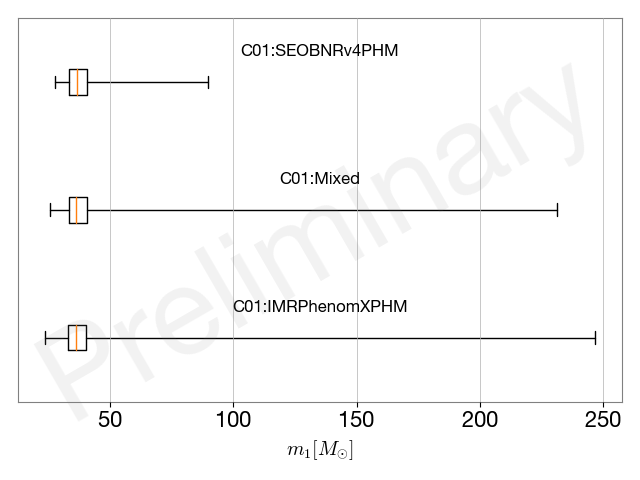 C01:SEOBNRv4PHM
C01:Mixed
C01:IMRPhenomXPHM
Preliminary
50 100 150 200 250
m₁[M☉]